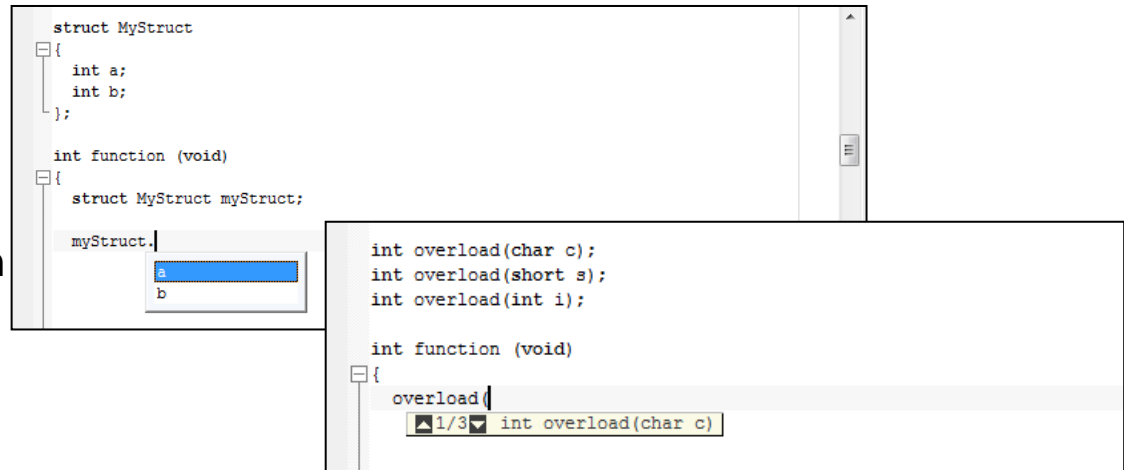 struct MyStruct
{
int a;
int b;
};
int function (void)
{
struct MyStruct myStruct;
myStruct.
a
b
n
int overload(char c);
int overload(short s);
int overload(int i);
int function (void)
{
overload(
1/3 int overload(char c)